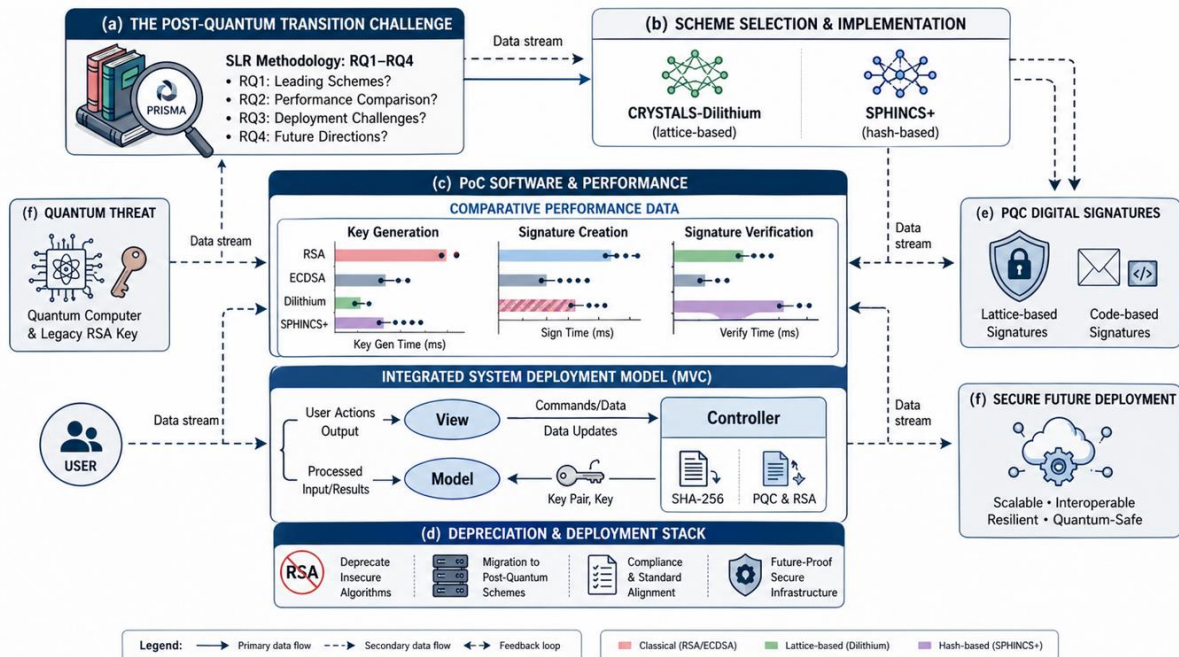 (a) THE POST-QUANTUM TRANSITION CHALLENGE
PRISMA
SLR Methodology: RQ1–RQ4
• RQ1: Leading Schemes?
• RQ2: Performance Comparison?
• RQ3: Deployment Challenges?
• RQ4: Future Directions?
Data stream
(b) SCHEME SELECTION & IMPLEMENTATION
CRYSTALS-Dilithium
(lattice-based)
SPHINCS+
(hash-based)
(f) QUANTUM THREAT
Quantum Computer
& Legacy RSA Key
Data stream
(c) PoC SOFTWARE & PERFORMANCE
COMPARATIVE PERFORMANCE DATA
Key Generation
Signature Creation
Signature Verification
RSA
ECDSA
Dilithium
SPHINCS+
Key Gen Time (ms)
Sign Time (ms)
Verify Time (ms)
Data
stream
(e) PQC DIGITAL SIGNATURES
</>
Lattice-based
Signatures
Code-based
Signatures
USER
Data stream
INTEGRATED SYSTEM DEPLOYMENT MODEL (MVC)
User Actions
Output
View
Commands/Data
Data Updates
Controller
Processed
Input/Results
Model
Key Pair, Key
SHA-256
PQC & RSA
Data
stream
(f) SECURE FUTURE DEPLOYMENT
Scalable • Interoperable
Resilient • Quantum-Safe
(d) DEPRECIATION & DEPLOYMENT STACK
RSA
Deprecate
Insecure
Algorithms
Migration to
Post-Quantum
Schemes
Compliance
& Standard
Alignment
Future-Proof
Secure
Infrastructure
Legend:
Primary data flow
Secondary data flow
Feedback loop
Classical (RSA/ECDSA)
Lattice-based (Dilithium)
Hash-based (SPHINCS+)